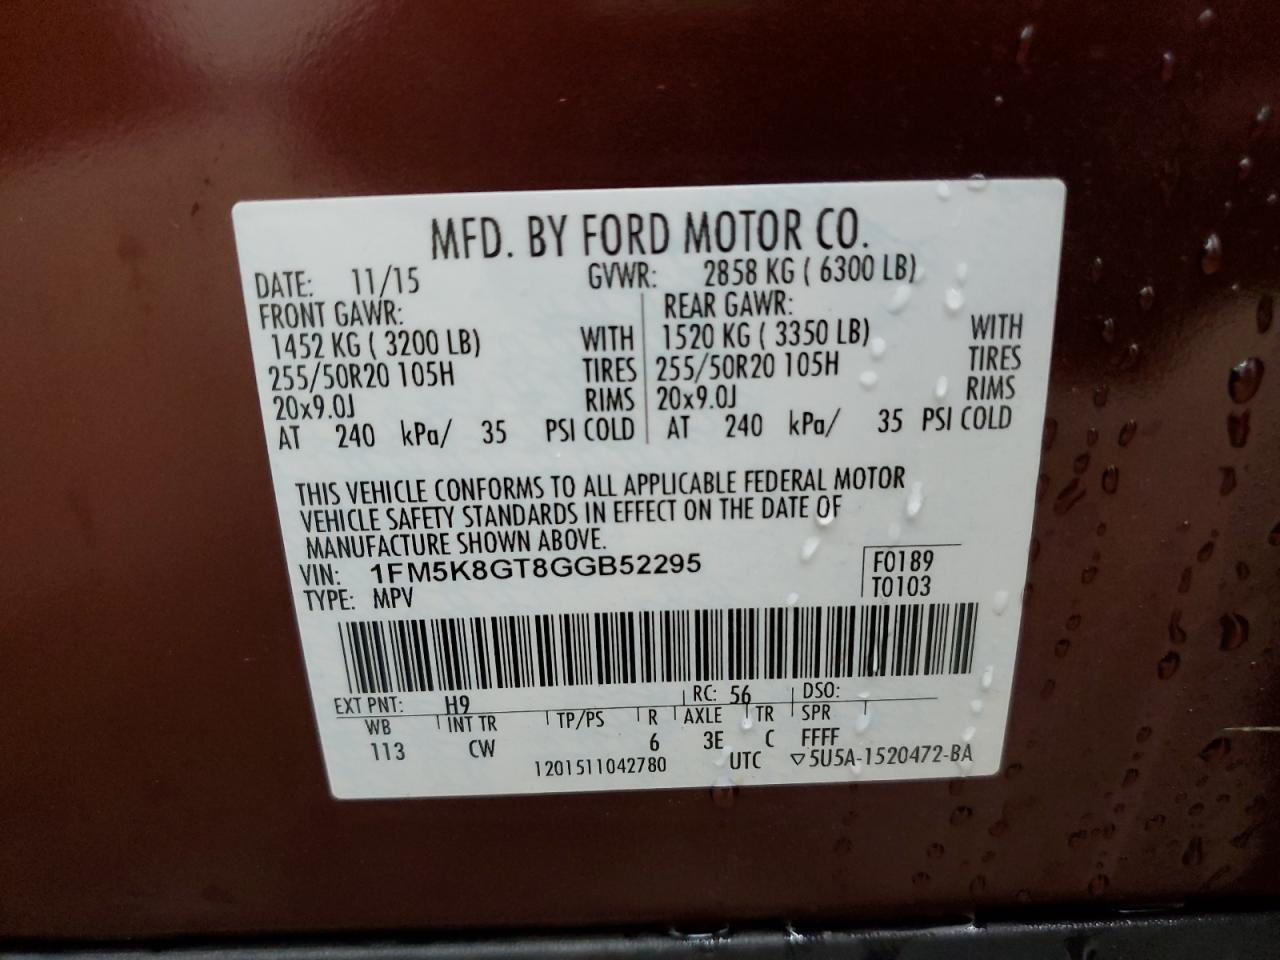 MFD. BY FORD MOTOR CO.
DATE: 11/15 GVWR: 2858 KG ( 6300 LB)
FRONT GAWR: REAR GAWR:
1452 KG ( 3200 LB) WITH 1520 KG ( 3350 LB) WITH
255/50R20 105H TIRES 255/50R20 105H TIRES
20x9.0J RIMS 20x9.0J RIMS
AT 240 kPa/ 35 PSI COLD AT 240 kPa/ 35 PSI COLD
THIS VEHICLE CONFORMS TO ALL APPLICABLE FEDERAL MOTOR
VEHICLE SAFETY STANDARDS IN EFFECT ON THE DATE OF
MANUFACTURE SHOWN ABOVE.
VIN: 1FM5K8GT8GGB52295 F0189
TYPE: MPV T0103
EXT PNT: H9 RC: 56 DSO:
WB INT TR TP/PS R AXLE TR SPR
113 CW 6 3E C FFFF
1201511042780 UTC ▽5U5A-1520472-BA